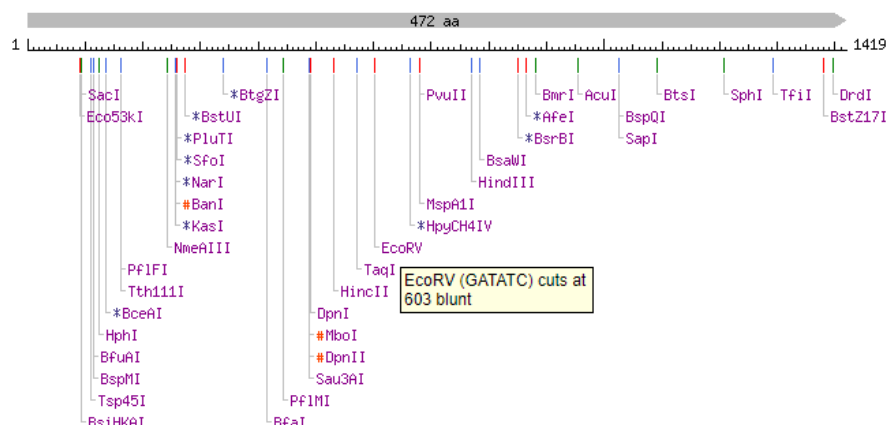 472 aa
1 1419
SacI *BtgZI PvuII BmrI AcuI BtsI SphI TfiI DrdI
Eco53kI *BstUI *AfeI BspQI BstZ17I
*PluTI *BsrBI SapI
*SfoI BsaWI
*NarI HindIII
#BanI MspA1I
*KasI *HpyCH4IV
NmeAIII EcoRV
PflFI TaqI EcoRV (GATATC) cuts at
Tth111I HincII 603 blunt
*BceAI DpnI
HphI #MboI
BfuAI #DpnII
BspMI Sau3AI
Tsp45I PflMI
BsiHKAI BfaI